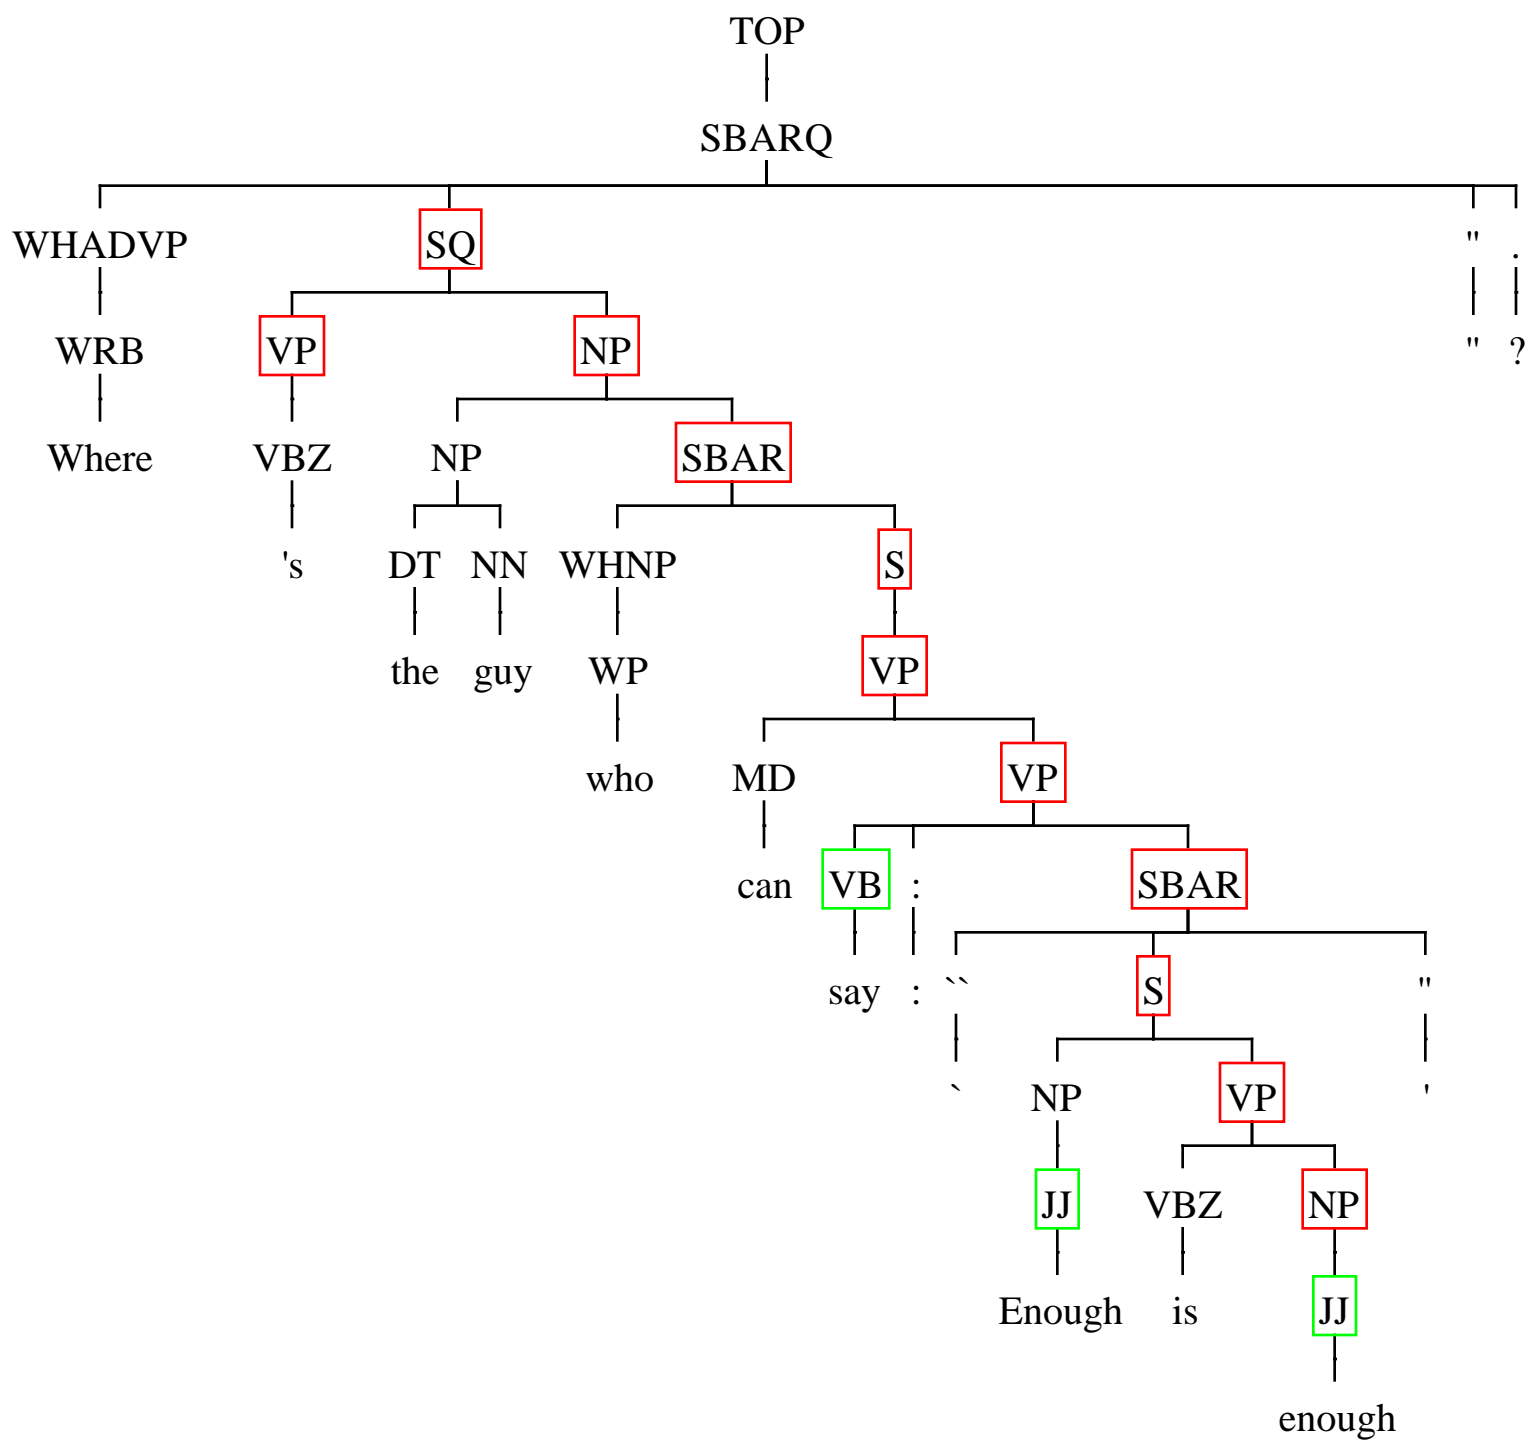 TOP
SBARQ
WHADVP SQ '' .
WRB VP NP '' ?
Where VBZ NP SBAR
's DT NN WHNP S
the guy WP VP
who MD VP
can VB : SBAR
say : `` S ''
` NP VP '
JJ VBZ NP
Enough is JJ
enough